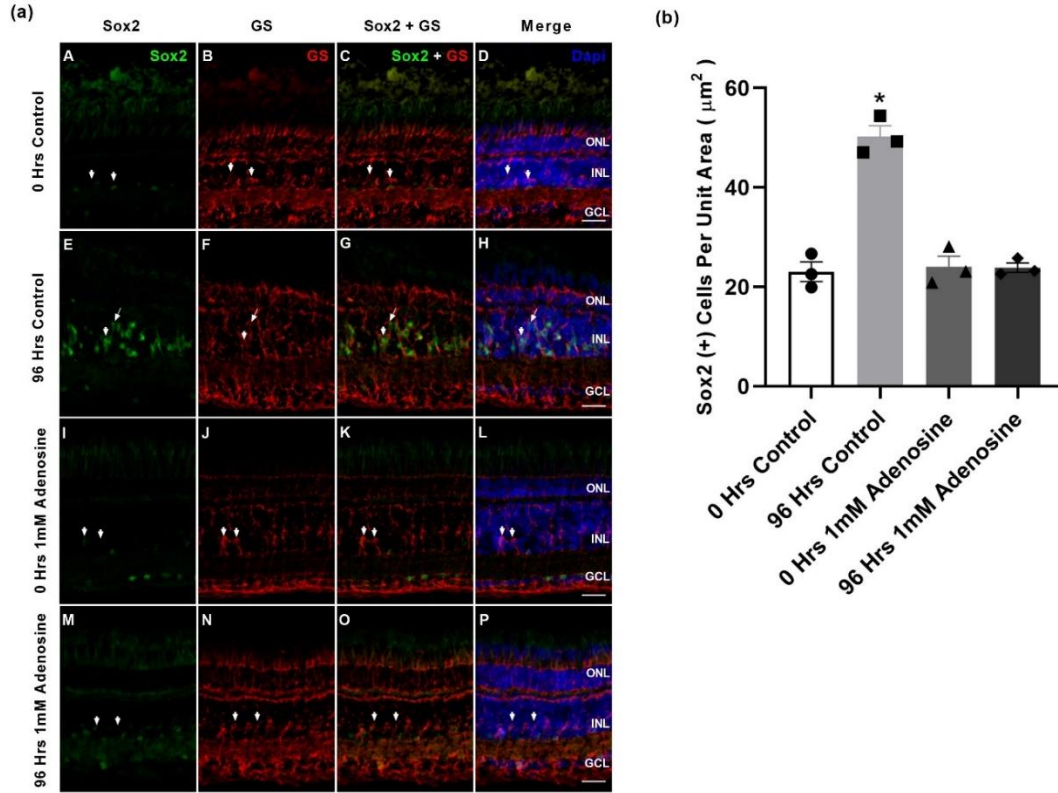 (a)
Sox2 GS Sox2 + GS Merge
A Sox2 B GS C Sox2 + GS D Dapi
0 Hrs Control
ONL
INL
GCL
E F G H
96 Hrs Control
ONL
INL
GCL
I J K L
0 Hrs 1mM Adenosine
ONL
INL
GCL
M N O P
96 Hrs 1mM Adenosine
ONL
INL
GCL
(b)
Sox2 (+) Cells Per Unit Area ( μm²)
60
40
20
0
*
0 Hrs Control
96 Hrs Control
0 Hrs 1mM Adenosine
96 Hrs 1mM Adenosine